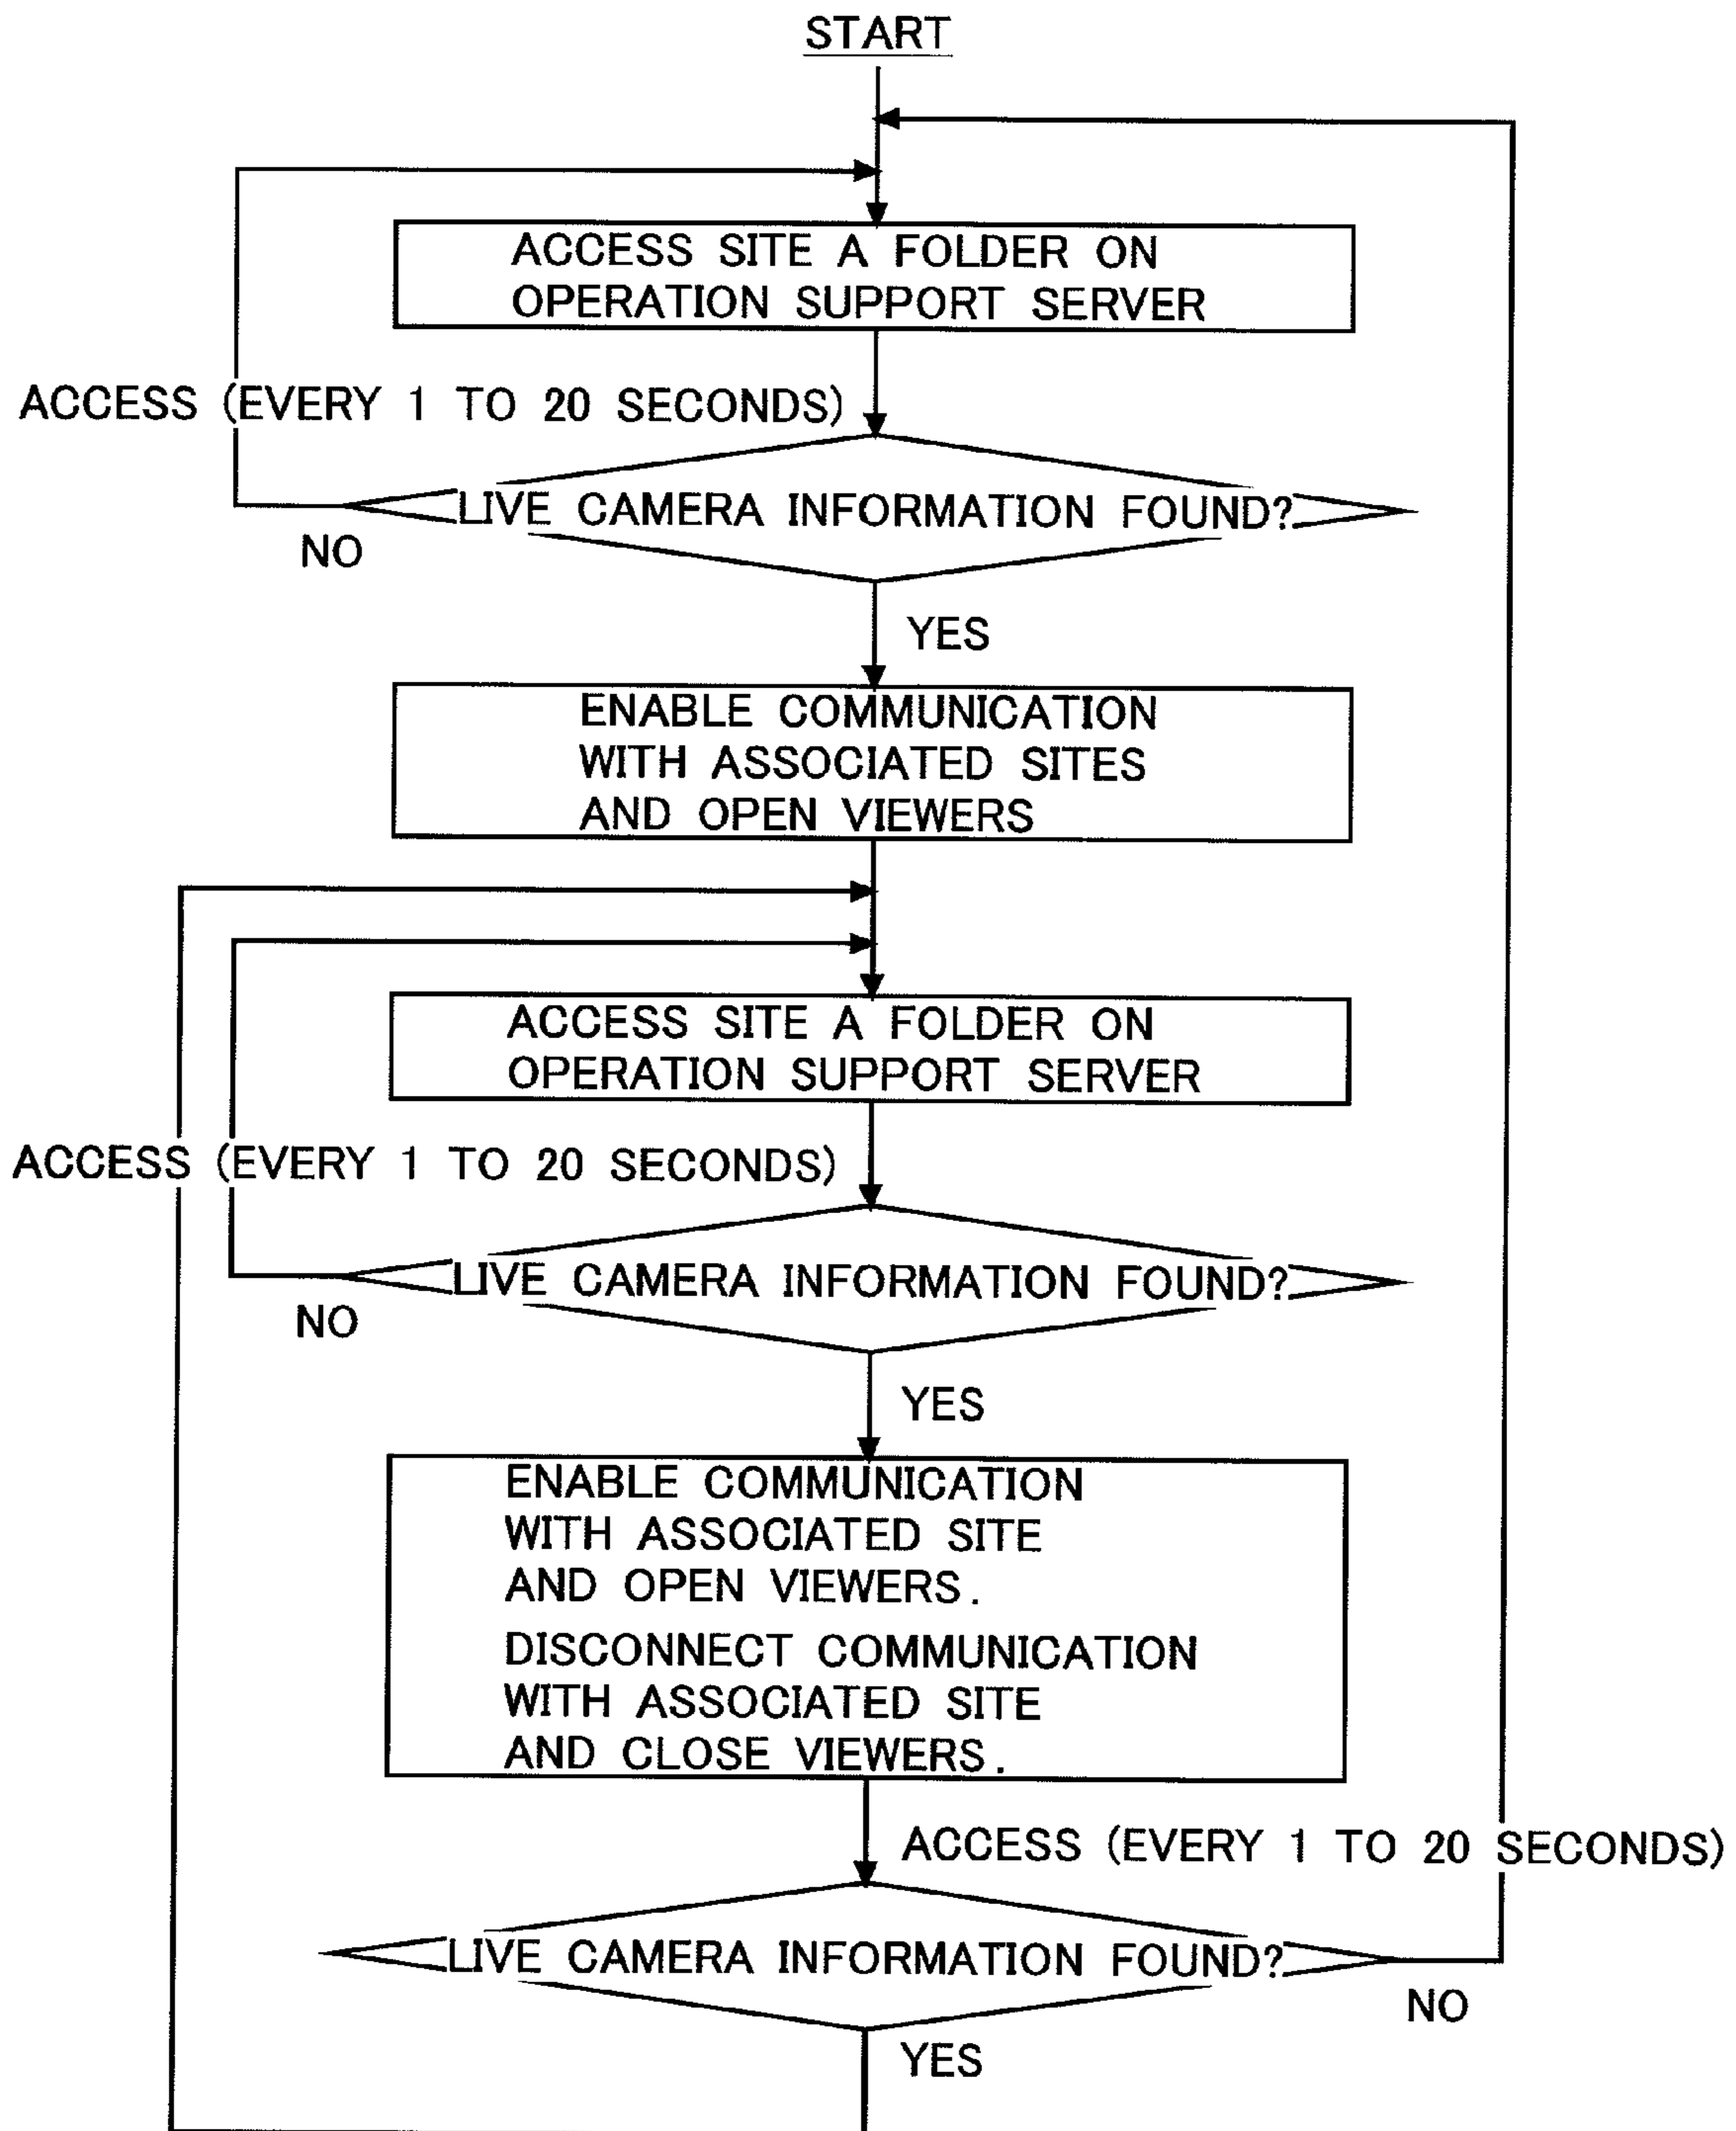 START
ACCESS SITE A FOLDER ON
OPERATION SUPPORT SERVER
ACCESS (EVERY 1 TO 20 SECONDS)
LIVE CAMERA INFORMATION FOUND?
NO
YES
ENABLE COMMUNICATION
WITH ASSOCIATED SITES
AND OPEN VIEWERS
ACCESS SITE A FOLDER ON
OPERATION SUPPORT SERVER
ACCESS (EVERY 1 TO 20 SECONDS)
LIVE CAMERA INFORMATION FOUND?
NO
YES
ENABLE COMMUNICATION
WITH ASSOCIATED SITE
AND OPEN VIEWERS.
DISCONNECT COMMUNICATION
WITH ASSOCIATED SITE
AND CLOSE VIEWERS.
ACCESS (EVERY 1 TO 20 SECONDS)
LIVE CAMERA INFORMATION FOUND?
NO
YES